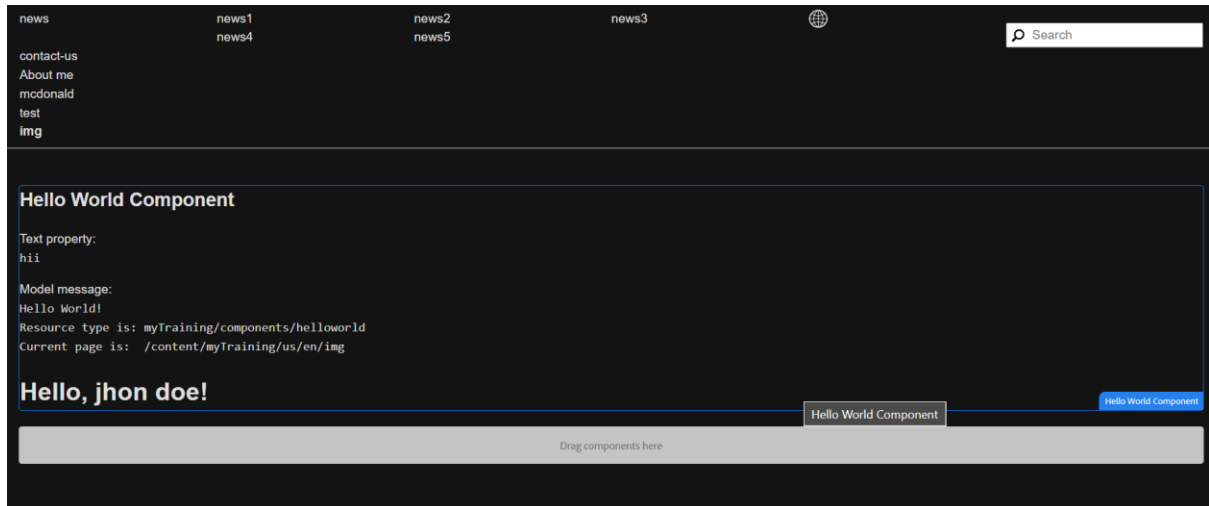 news news1 news2 news3
news4 news5
Search
contact-us
About me
mcdonald
test
img
Hello World Component
Text property:
hii
Model message:
Hello World!
Resource type is: myTraining/components/helloworld
Current page is: /content/myTraining/us/en/img
Hello, jhon doe!
Hello World Component
Hello World Component
Drag components here